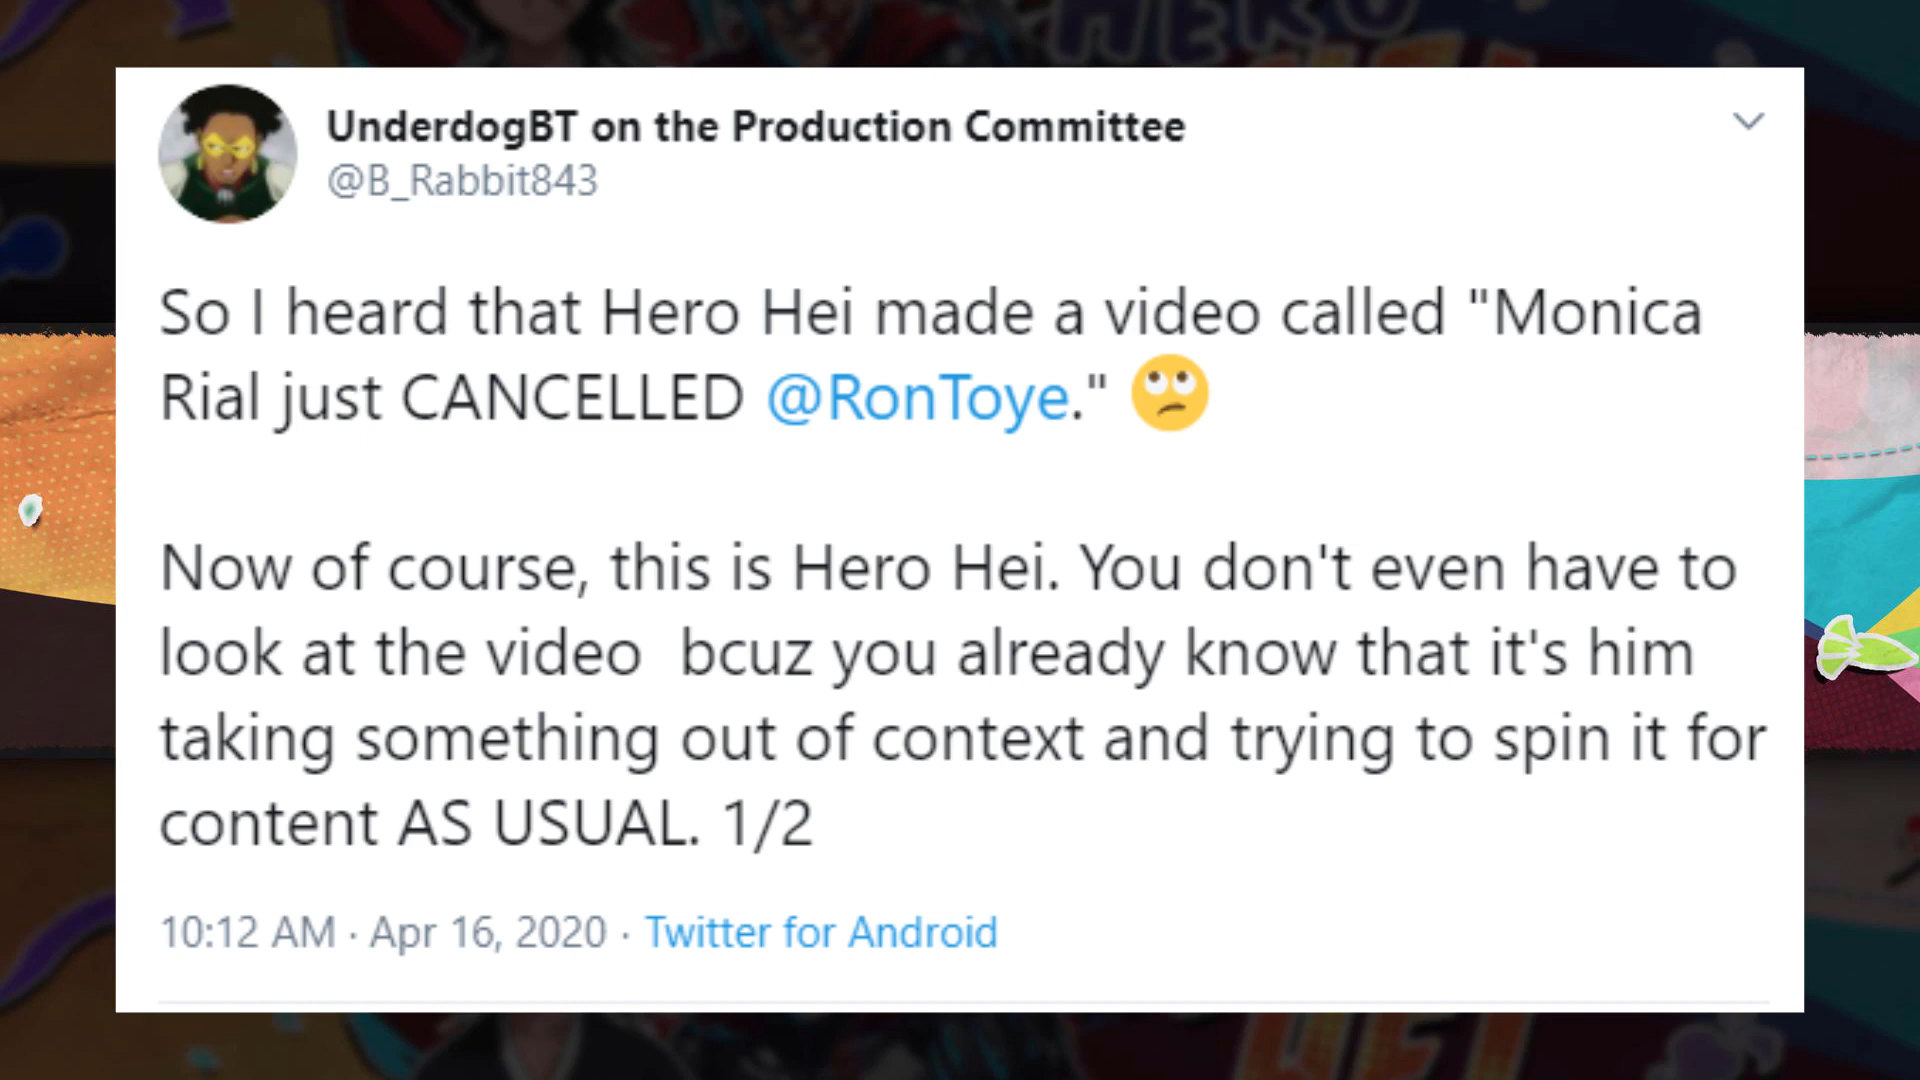 HERO
UnderdogBT on the Production Committee
@B_Rabbit843
So I heard that Hero Hei made a video called "Monica
Rial just CANCELLED @RonToye." 🙄
Now of course, this is Hero Hei. You don't even have to
look at the video  bcuz you already know that it's him
taking something out of context and trying to spin it for
content AS USUAL. 1/2
10:12 AM · Apr 16, 2020 · Twitter for Android